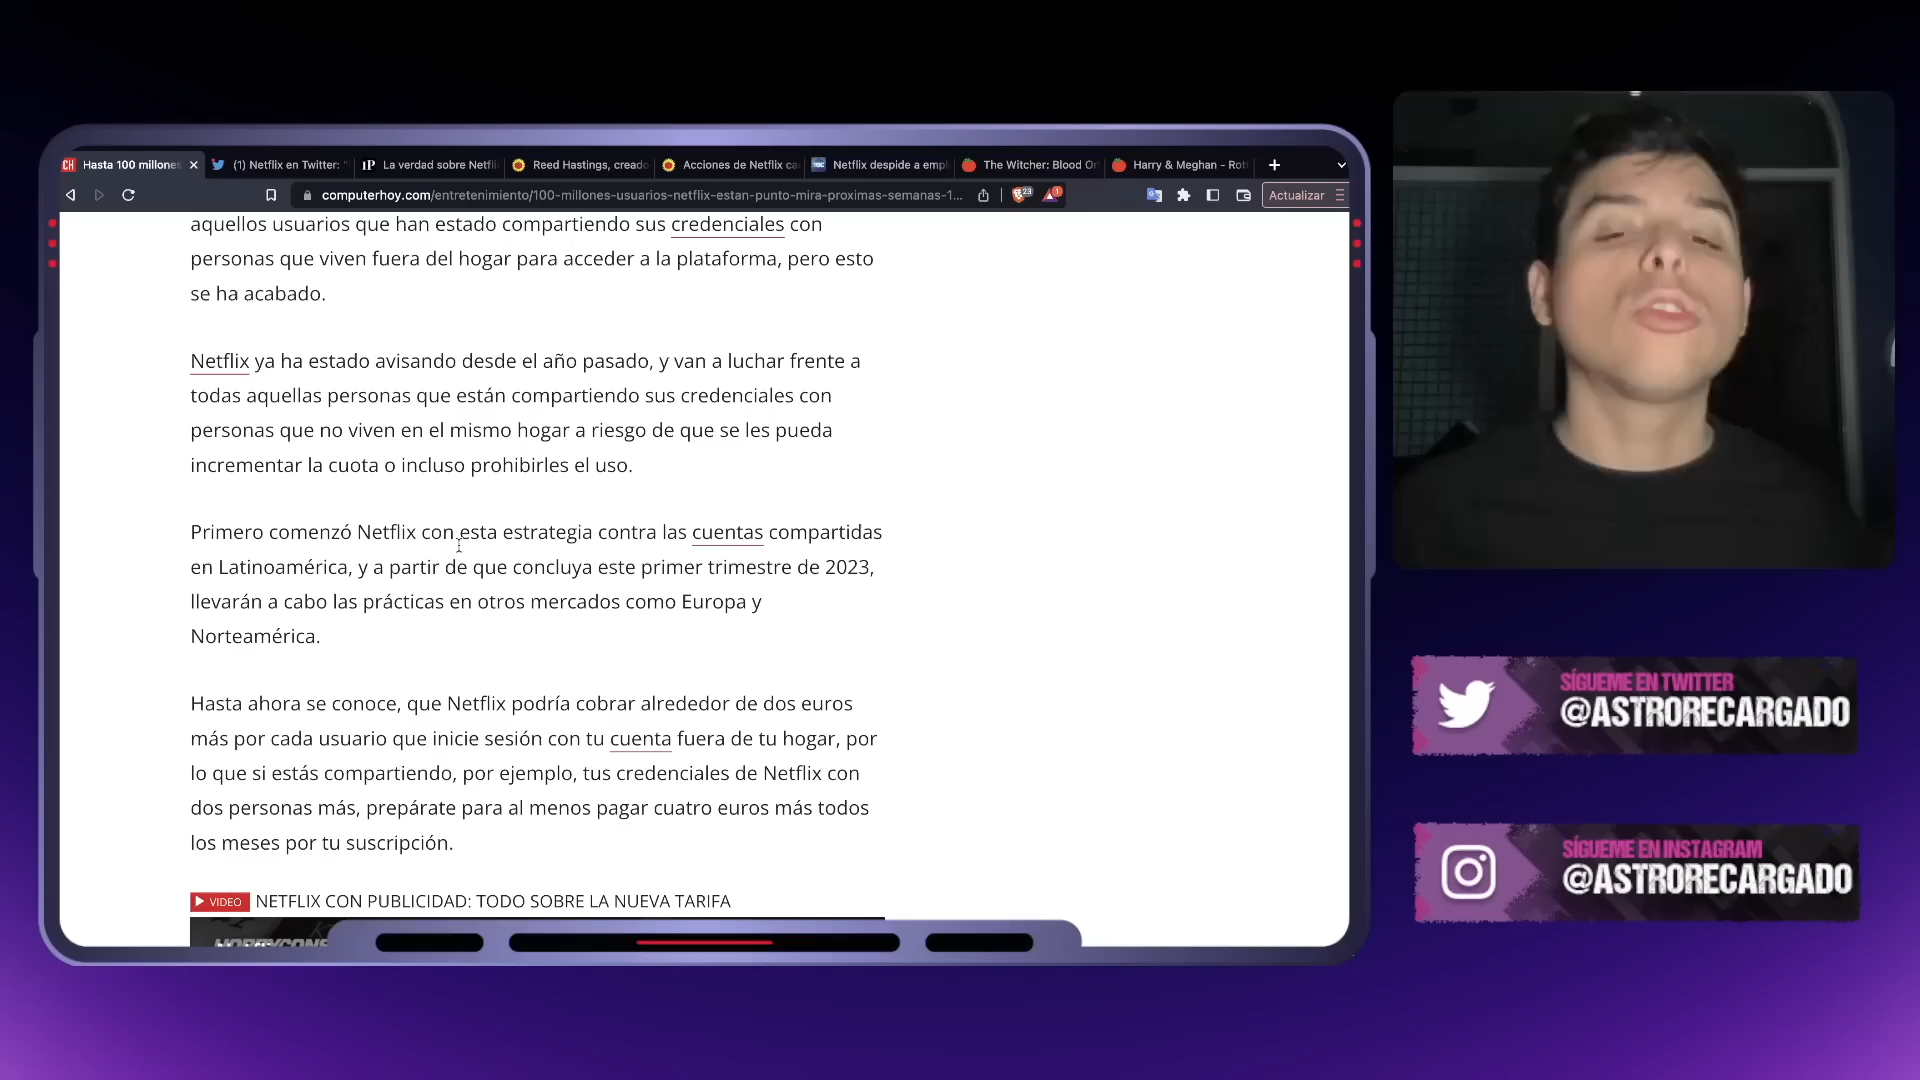 CH Hasta 100 millones
(1) Netflix en Twitter: "
IP La verdad sobre Netfli
Reed Hastings, creado
Acciones de Netflix ca
Netflix despide a empl
The Witcher: Blood Or
Harry & Meghan - Rot
computerhoy.com/entretenimiento/100-millones-usuarios-netflix-estan-punto-mira-proximas-semanas-1...
23
1
Actualizar
aquellos usuarios que han estado compartiendo sus credenciales con
personas que viven fuera del hogar para acceder a la plataforma, pero esto
se ha acabado.
Netflix ya ha estado avisando desde el año pasado, y van a luchar frente a
todas aquellas personas que están compartiendo sus credenciales con
personas que no viven en el mismo hogar a riesgo de que se les pueda
incrementar la cuota o incluso prohibirles el uso.
Primero comenzó Netflix con esta estrategia contra las cuentas compartidas
en Latinoamérica, y a partir de que concluya este primer trimestre de 2023,
llevarán a cabo las prácticas en otros mercados como Europa y
Norteamérica.
Hasta ahora se conoce, que Netflix podría cobrar alrededor de dos euros
más por cada usuario que inicie sesión con tu cuenta fuera de tu hogar, por
lo que si estás compartiendo, por ejemplo, tus credenciales de Netflix con
dos personas más, prepárate para al menos pagar cuatro euros más todos
los meses por tu suscripción.
VIDEO NETFLIX CON PUBLICIDAD: TODO SOBRE LA NUEVA TARIFA
SÍGUEME EN TWITTER
@ASTRORECARGADO
SÍGUEME EN INSTAGRAM
@ASTRORECARGADO